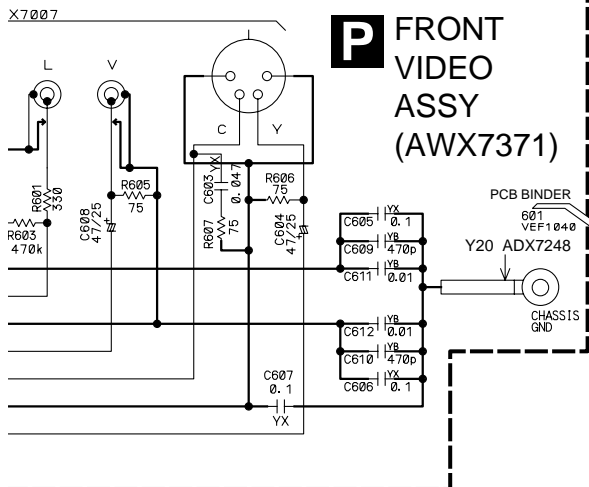 X7007
P FRONT
VIDEO
ASSY
(AWX7371)
L
V
C
Y
R601
330
R603
470k
C608
47/25
R605
75
C603
YX
0.047
R607
75
R606
75
C604
47/25
C605 YX 0.1
C609 YB 470p
C611 YB 0.01
C612 YB 0.01
C610 YB 470p
C606 YX 0.1
C607
0.1
YX
PCB BINDER
601
VEF1040
Y20 ADX7248
CHASSIS
GND